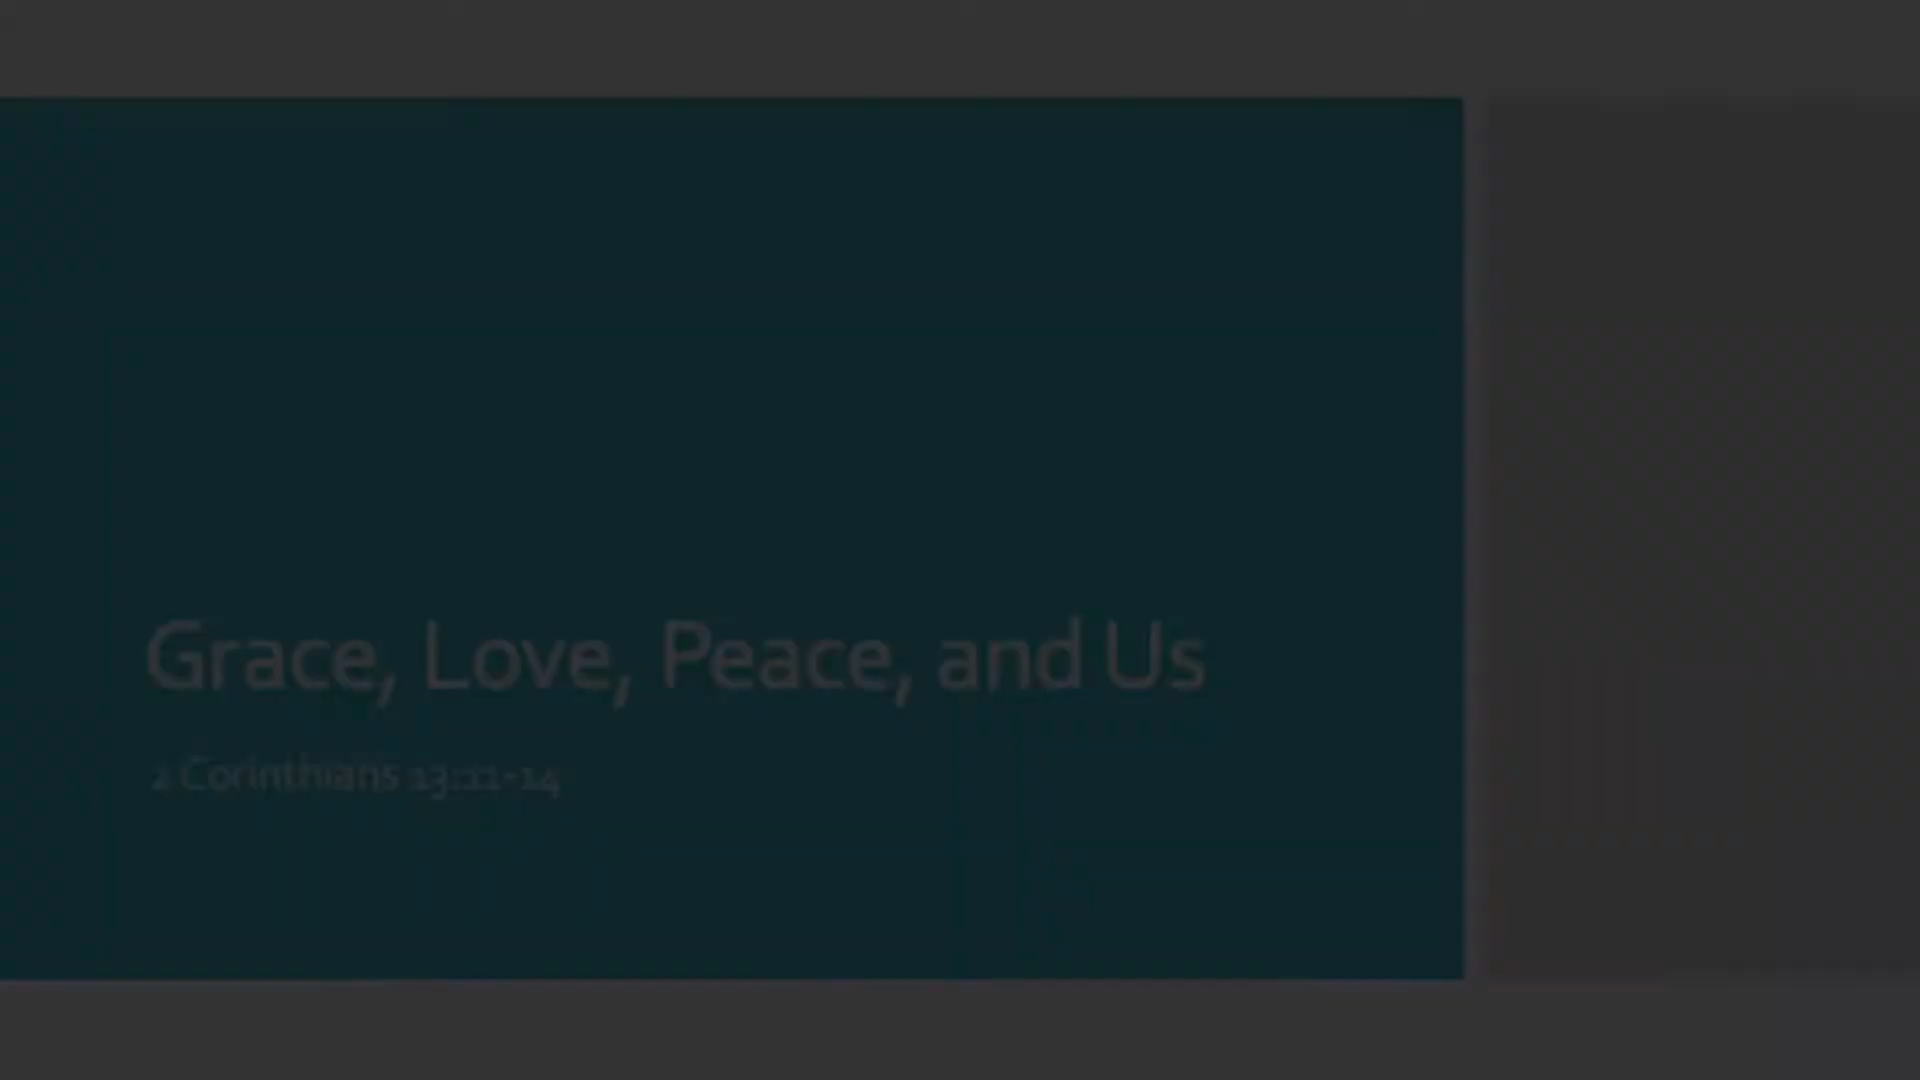 Grace, Love, Peace, and Us
2 Corinthians 13:11-14